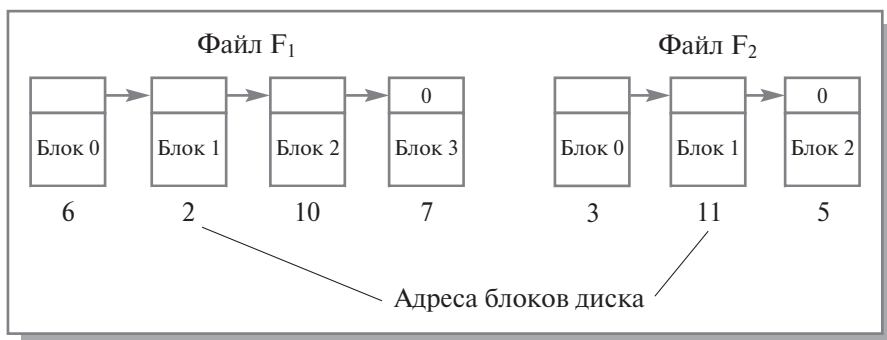 Файл F₁ Файл F₂
0 0
Блок 0 Блок 1 Блок 2 Блок 3 Блок 0 Блок 1 Блок 2
6 2 10 7 3 11 5
Адреса блоков диска